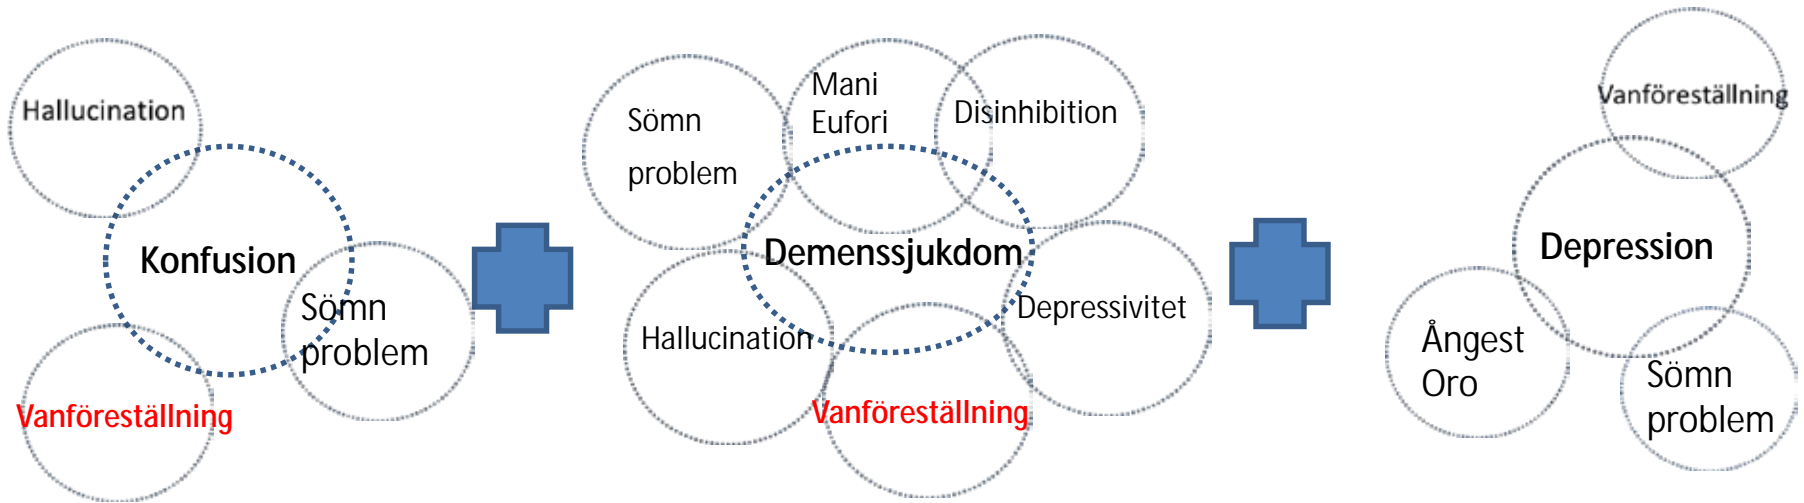 Hallucination
Konfusion
Sömn
problem
Vanföreställning
Sömn
problem
Mani
Eufori
Disinhibition
Demenssjukdom
Hallucination
Depressivitet
Vanföreställning
Vanföreställning
Depression
Ångest
Oro
Sömn
problem